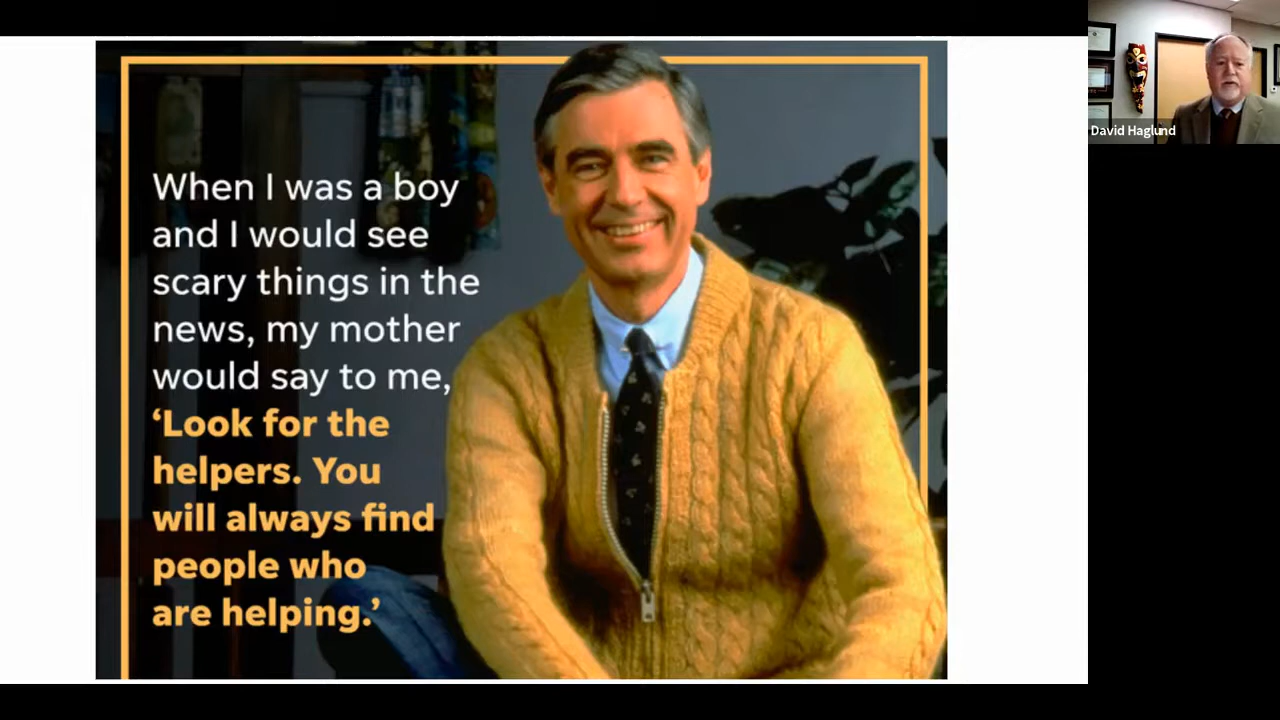 When I was a boy
and I would see
scary things in the
news, my mother
would say to me,
‘Look for the
helpers. You
will always find
people who
are helping.’
David Haglund